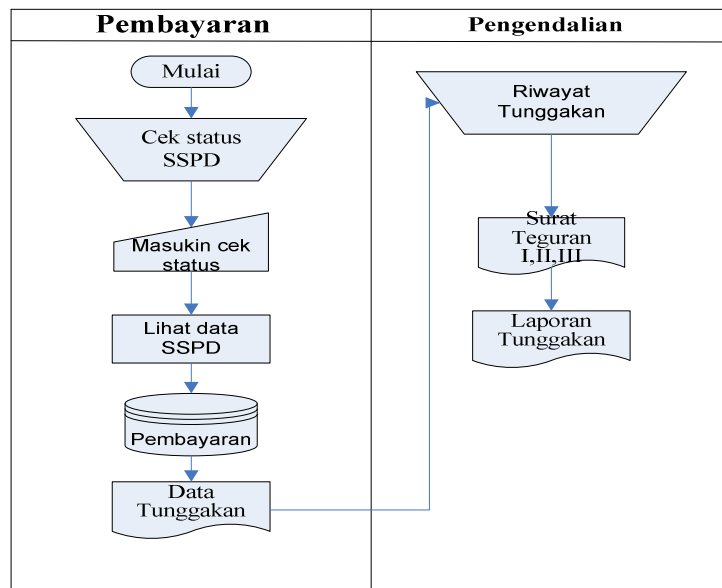 Pembayaran
Mulai
Cek status
SSPD
Masukin cek
status
Lihat data
SSPD
Pembayaran
Data
Tunggakan
Pengendalian
Riwayat
Tunggakan
Surat
Teguran
I,II,III
Laporan
Tunggakan